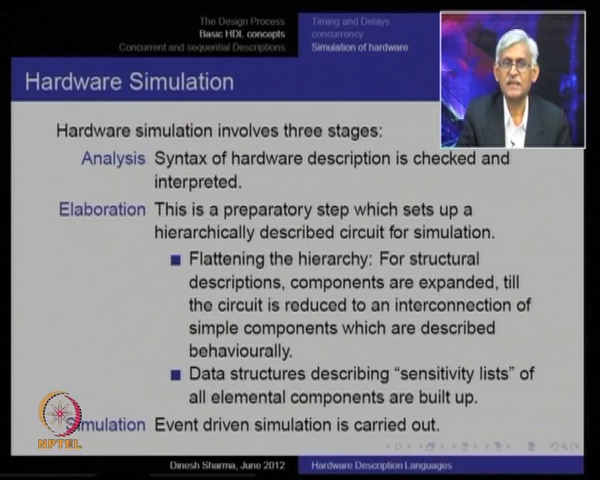 The Design Process
Basic HDL concepts
Concurrent and sequential Descriptions
Timing and Delays
concurrency
Simulation of hardware
Hardware Simulation
Hardware simulation involves three stages:
Analysis Syntax of hardware description is checked and
interpreted.
Elaboration This is a preparatory step which sets up a
hierarchically described circuit for simulation.
Flattening the hierarchy: For structural
descriptions, components are expanded, till
the circuit is reduced to an interconnection of
simple components which are described
behaviourally.
Data structures describing “sensitivity lists” of
all elemental components are built up.
Simulation Event driven simulation is carried out.
NPTEL
Dinesh Sharma, June 2012
Hardware Description Languages